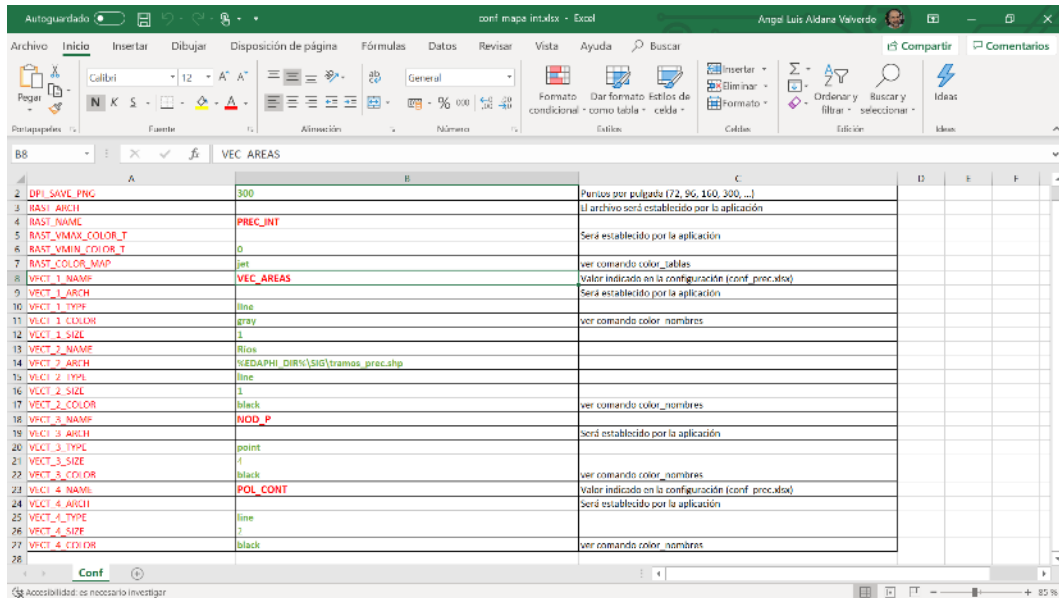 Autoguardado
conf mapa int.xlsx - Excel
Angel Luis Aldana Valverde
Archivo Inicio Insertar Dibujar Disposición de página Fórmulas Datos Revisar Vista Ayuda Buscar Compartir Comentarios
Pegar
Calibri 12 A A
N K S A
ab
General
% 000
Formato condicional
Dar formato como tabla
Estilos de celda
Insertar
Eliminar
Formato
Ordenar y filtrar
Buscar y seleccionar
Ideas
Portapapeles Fuente Alineación Número Estilos Celdas Edición Ideas
B8 fx VEC_AREAS
A B C D E F
2 DPI_SAVE_PNG 300 Puntos por pulgada (72, 96, 160, 300, ...)
3 RAST_ARCH El archivo será establecido por la aplicación
4 RAST_NAME PREC_INT
5 RAST_VMAX_COLOR_T Será establecido por la aplicación
6 RAST_VMIN_COLOR_T 0
7 RAST_COLOR_MAP jet ver comando color_tablas
8 VECT_1_NAME VEC_AREAS Valor indicado en la configuración (conf_prec.xlsx)
9 VECT_1_ARCH Será establecido por la aplicación
10 VECT_1_TYPE line
11 VECT_1_COLOR gray ver comando color_nombres
12 VECT_1_SIZE 1
13 VECT_2_NAME Rios
14 VECT_2_ARCH %EDAPHI_DIR%\SIG\tramos_prec.shp
15 VECT_2_TYPE line
16 VECT_2_SIZE 1
17 VECT_2_COLOR black ver comando color_nombres
18 VECT_3_NAME NOD_P
19 VECT_3_ARCH Será establecido por la aplicación
20 VECT_3_TYPE point
21 VECT_3_SIZE 4
22 VECT_3_COLOR black ver comando color_nombres
23 VECT_4_NAME POL_CONT Valor indicado en la configuración (conf_prec.xlsx)
24 VECT_4_ARCH Será establecido por la aplicación
25 VECT_4_TYPE line
26 VECT_4_SIZE 2
27 VECT_4_COLOR black ver comando color_nombres
28
Conf
Accesibilidad: es necesario investigar
85 %